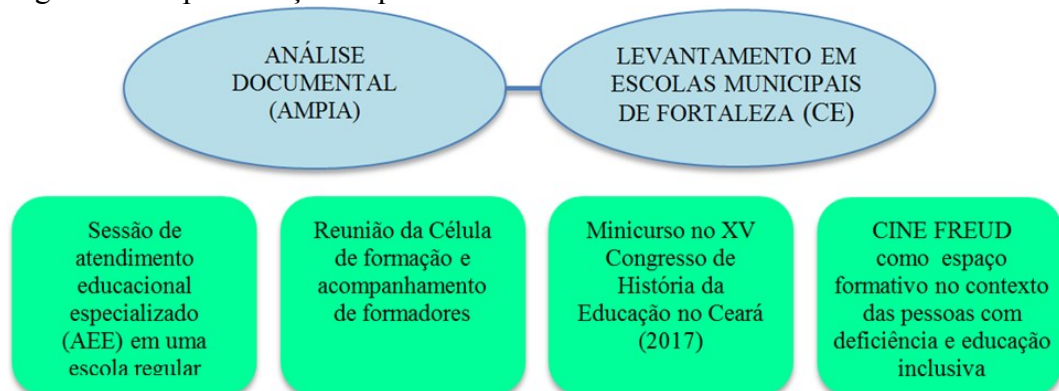 ANÁLISE
DOCUMENTAL
(AMPIA)
LEVANTAMENTO EM
ESCOLAS MUNICIPAIS
DE FORTALEZA (CE)
Sessão de
atendimento
educacional
especializado
(AEE) em uma
escola regular
Reunião da Célula
de formação e
acompanhamento
de formadores
Minicurso no XV
Congresso de
História da
Educação no Ceará
(2017)
CINE FREUD
como espaço
formativo no contexto
das pessoas com
deficiência e educação
inclusiva